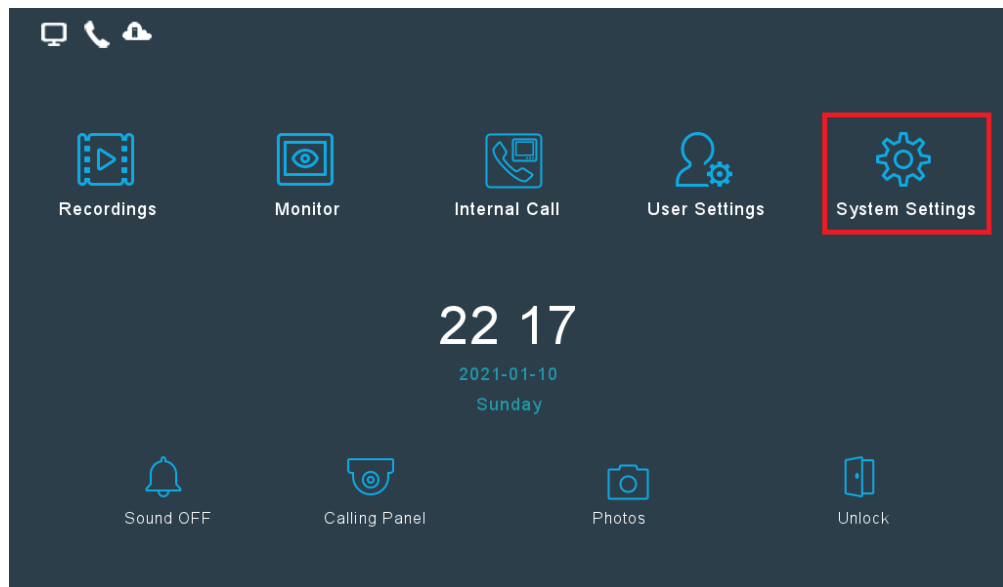 Recordings
Monitor
Internal Call
User Settings
System Settings
22 17
2021-01-10
Sunday
Sound OFF
Calling Panel
Photos
Unlock